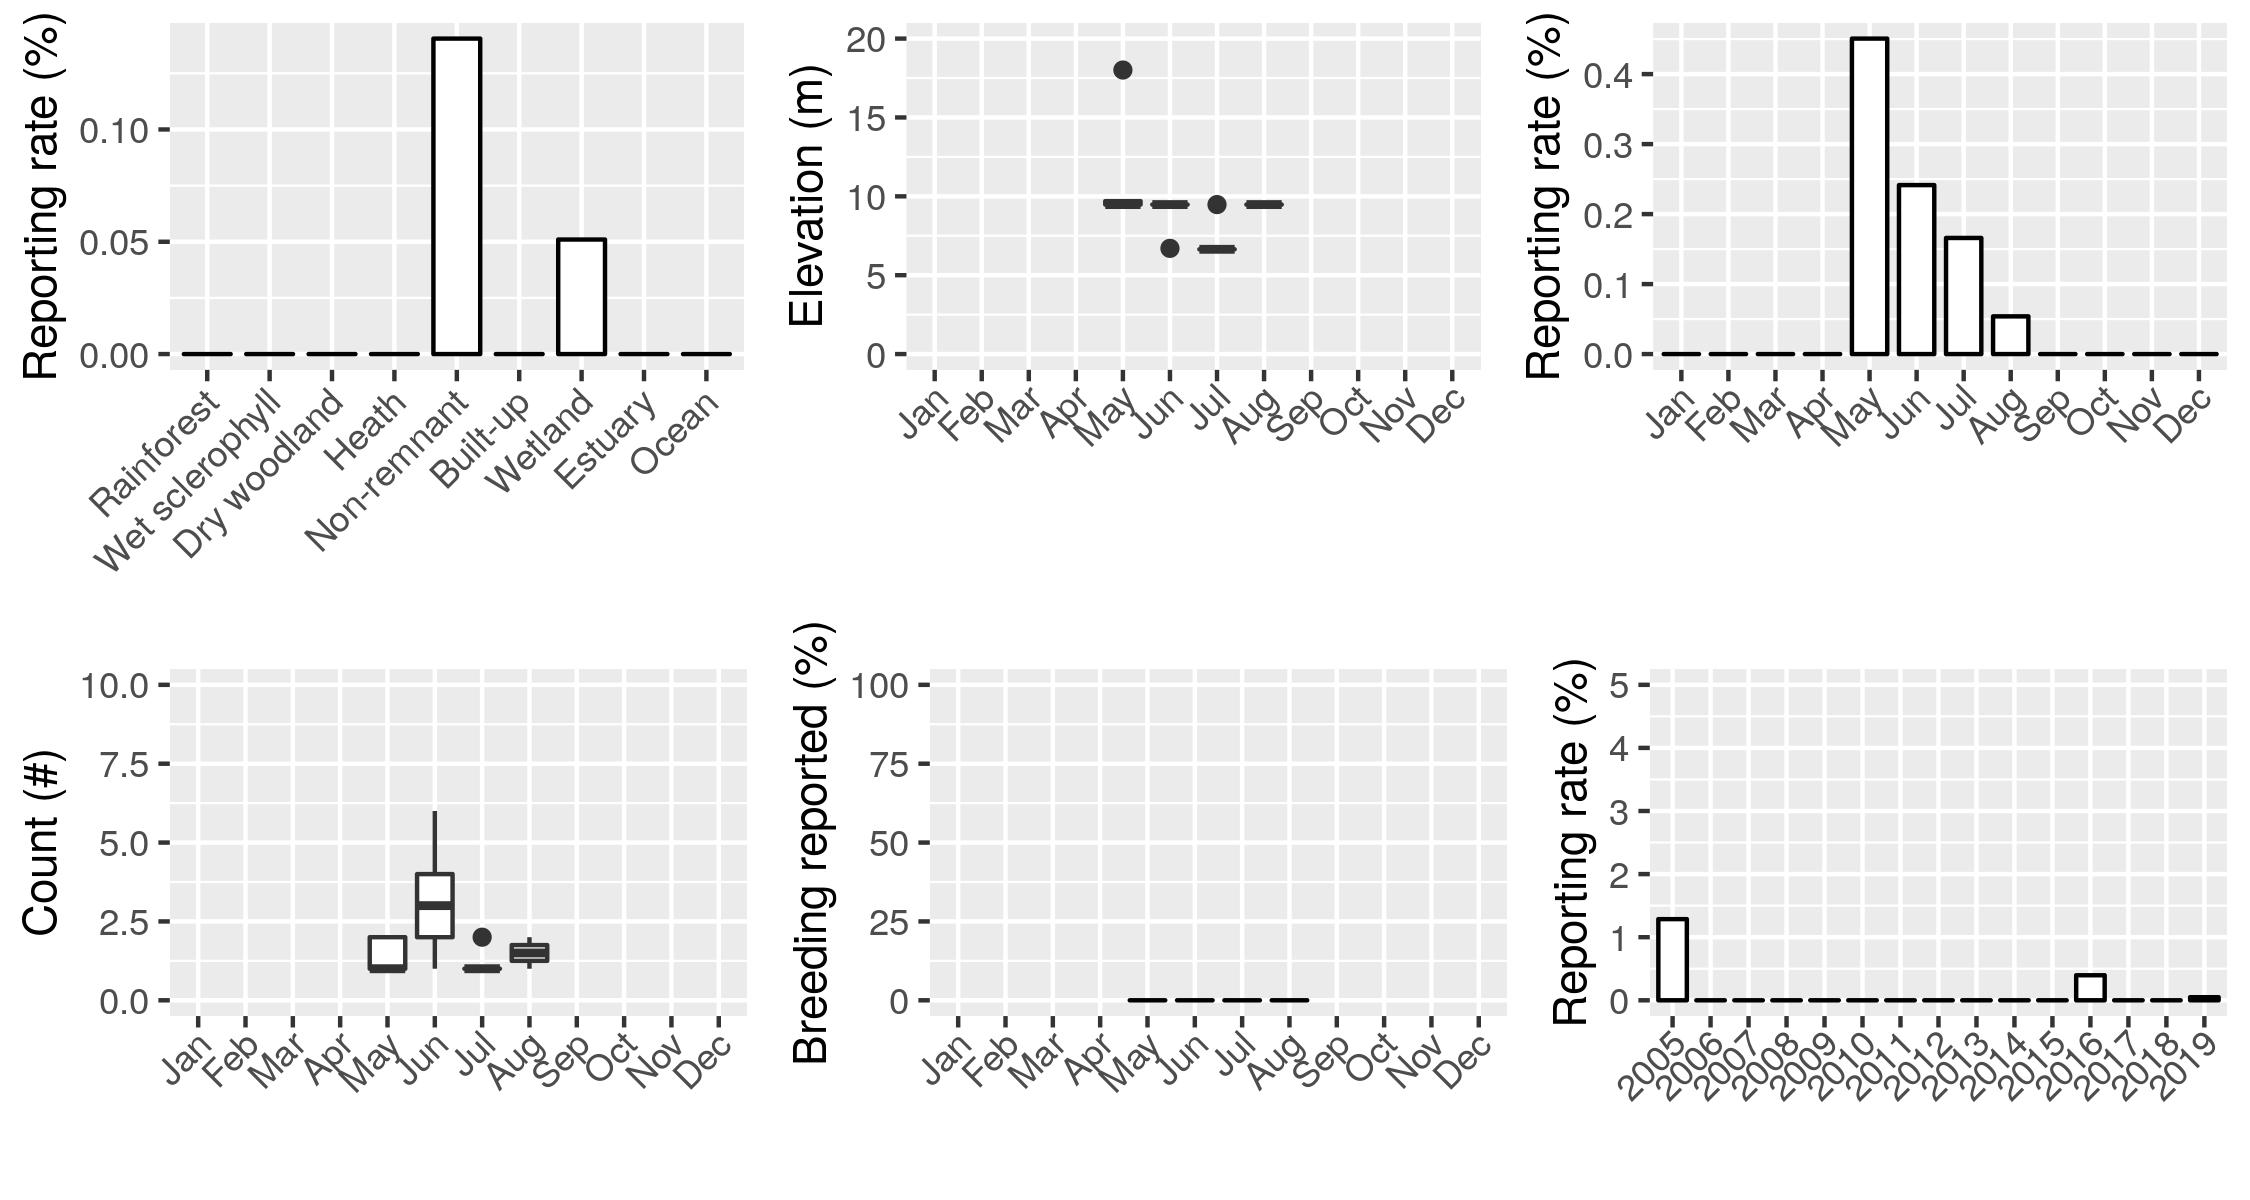 Reporting rate (%)
0.10
0.05
0.00
Rainforest
Wet sclerophyll
Dry woodland
Heath
Non-remnant
Built-up
Wetland
Estuary
Ocean
Elevation (m)
20
15
10
5
0
Jan
Feb
Mar
Apr
May
Jun
Jul
Aug
Sep
Oct
Nov
Dec
Reporting rate (%)
0.4
0.3
0.2
0.1
0.0
Jan
Feb
Mar
Apr
May
Jun
Jul
Aug
Sep
Oct
Nov
Dec
Count (#)
10.0
7.5
5.0
2.5
0.0
Jan
Feb
Mar
Apr
May
Jun
Jul
Aug
Sep
Oct
Nov
Dec
Breeding reported (%)
100
75
50
25
0
Jan
Feb
Mar
Apr
May
Jun
Jul
Aug
Sep
Oct
Nov
Dec
Reporting rate (%)
5
4
3
2
1
0
2005
2006
2007
2008
2009
2010
2011
2012
2013
2014
2015
2016
2017
2018
2019